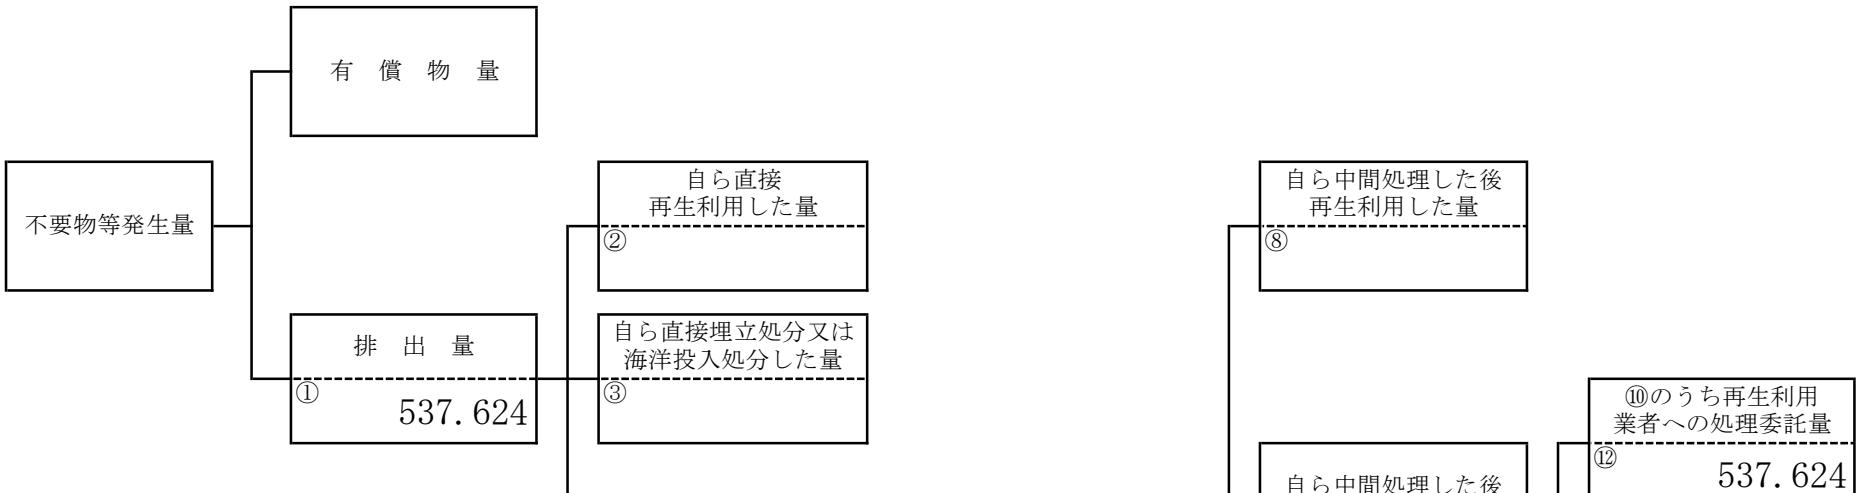 有　償　物　量
不要物等発生量
自ら直接
再生利用した量
②
自ら中間処理した後
再生利用した量
⑧
排　出　量
①
537.624
自ら直接埋立処分又は
海洋投入処分した量
③
⑩のうち再生利用
業者への処理委託量
⑫
537.624
自ら中間処理した後